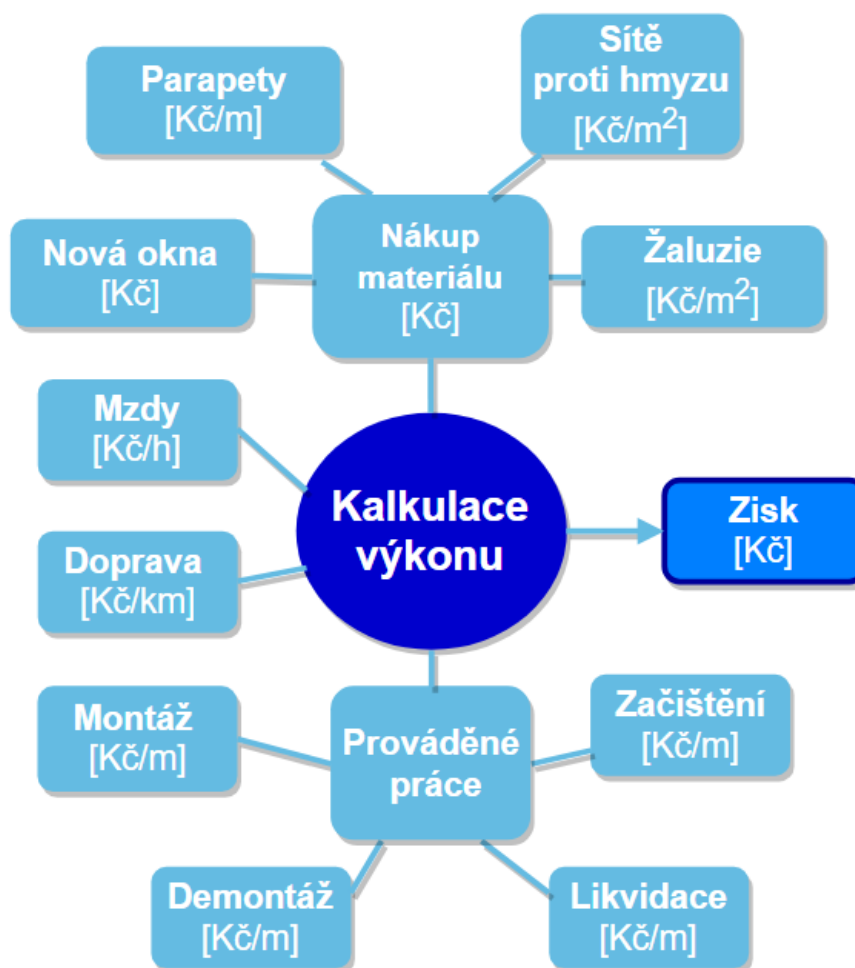 Parapety
[Kč/m]
Sítě
proti hmyzu
[Kč/m²]
Nová okna
[Kč]
Nákup
materiálu
[Kč]
Žaluzie
[Kč/m²]
Mzdy
[Kč/h]
Kalkulace
výkonu
Zisk
[Kč]
Doprava
[Kč/km]
Montáž
[Kč/m]
Prováděné
práce
Začištění
[Kč/m]
Demontáž
[Kč/m]
Likvidace
[Kč/m]